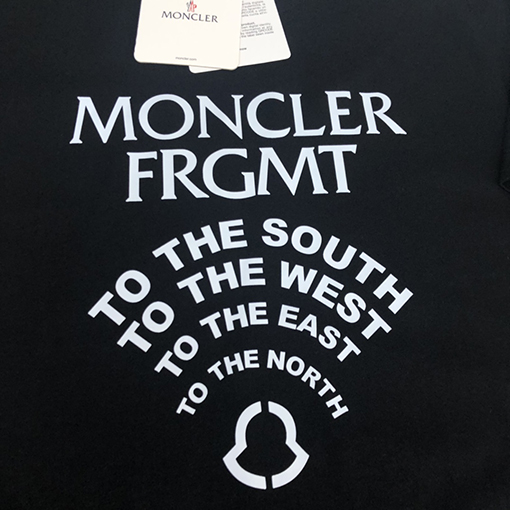 MONCLER
MONCLER
FRGMT
TO THE SOUTH
TO THE WEST
TO THE EAST
TO THE NORTH